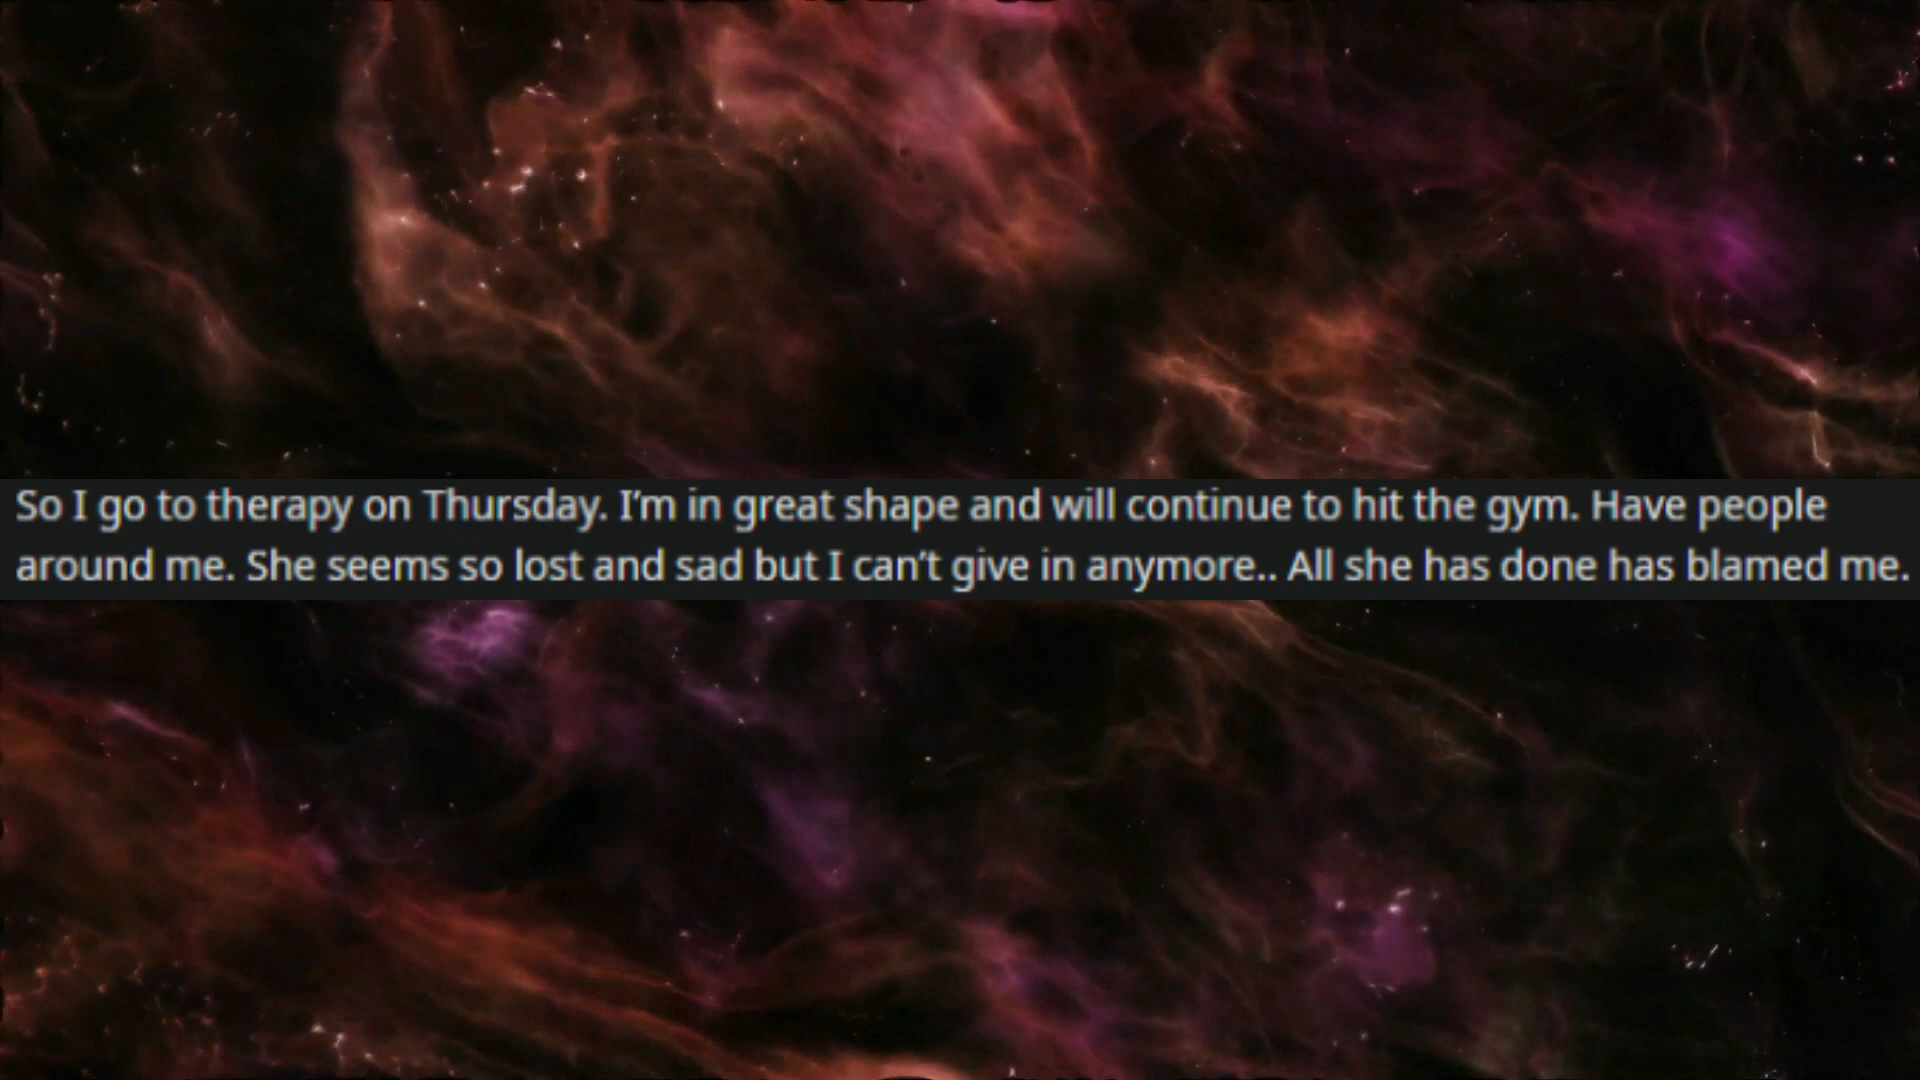 So I go to therapy on Thursday. I’m in great shape and will continue to hit the gym. Have people
around me. She seems so lost and sad but I can’t give in anymore.. All she has done has blamed me.